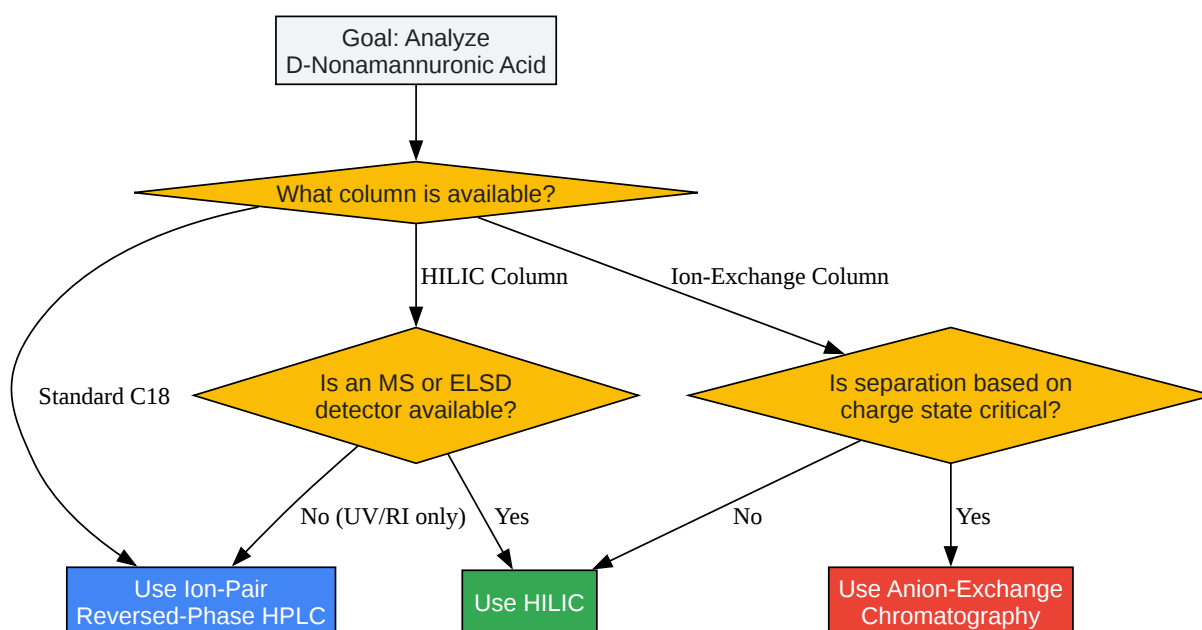 Goal: Analyze
D-Nonamannuronic Acid
What column is available?
HILIC Column
Ion-Exchange Column
Standard C18
Is an MS or ELSD
detector available?
Is separation based on
charge state critical?
No (UV/RI only)
Yes
No
Yes
Use Ion-Pair
Reversed-Phase HPLC
Use HILIC
Use Anion-Exchange
Chromatography